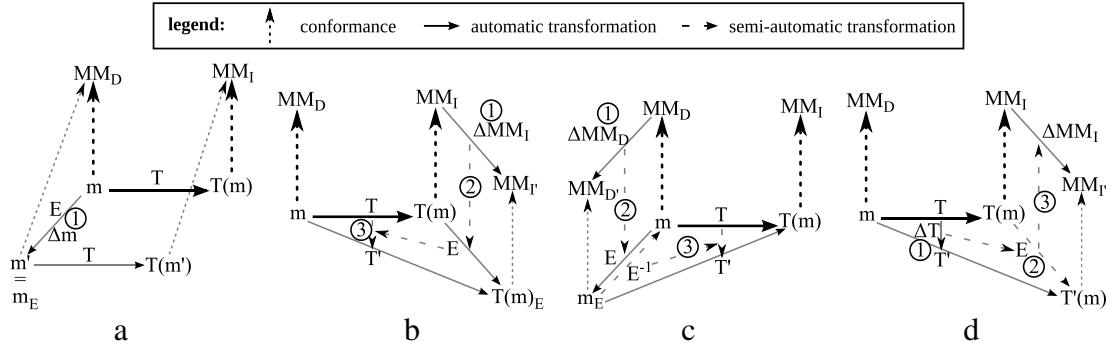 legend: conformance automatic transformation semi-automatic transformation
MM_D MM_I
m T T(m)
E ①
Δm
m' T T(m')
=
m_E
a
MM_D MM_I
①
ΔMM_I
② MM_I'
m T T(m)
③ E
T'
T(m)_E
b
① MM_D MM_I
ΔMM_D
MM_D'
② m T T(m)
E ③
E⁻¹ T'
m_E
c
MM_D MM_I
ΔMM_I
MM_I'
③
m T T(m)
ΔT E
① T' ②
T'(m)
d